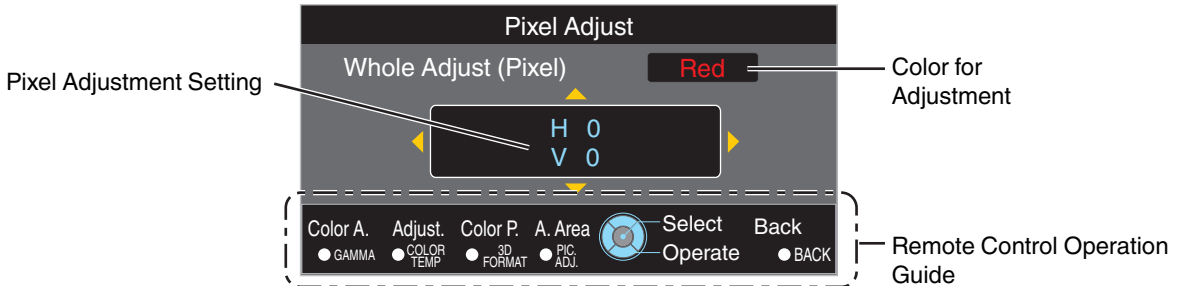 Pixel Adjust
Whole Adjust (Pixel) Red
Pixel Adjustment Setting
Color for
Adjustment
H 0
V 0
Color A. Adjust. Color P. A. Area Select Back
GAMMA COLOR TEMP 3D FORMAT PIC. ADJ. Operate BACK
Remote Control Operation
Guide